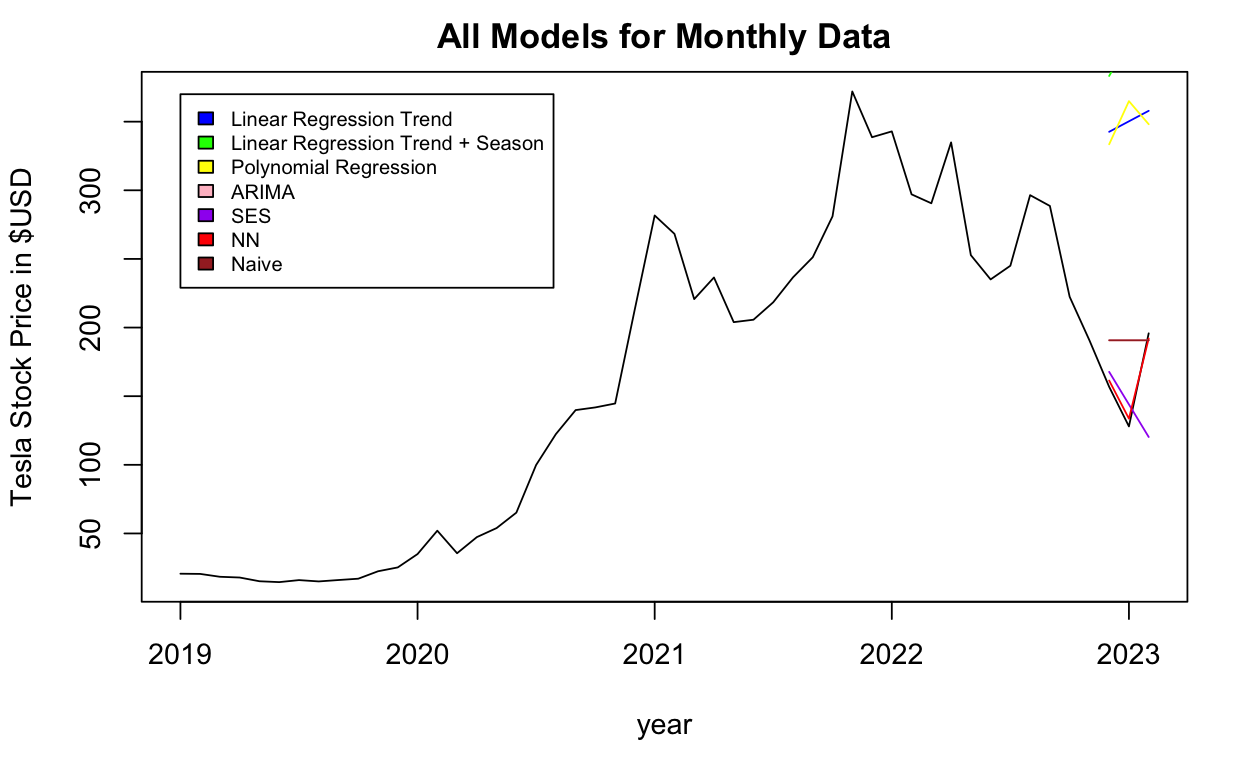 All Models for Monthly Data
Linear Regression Trend
Linear Regression Trend + Season
Polynomial Regression
ARIMA
SES
NN
Naive
Tesla Stock Price in $USD
300
200
100
50
2019 2020 2021 2022 2023
year